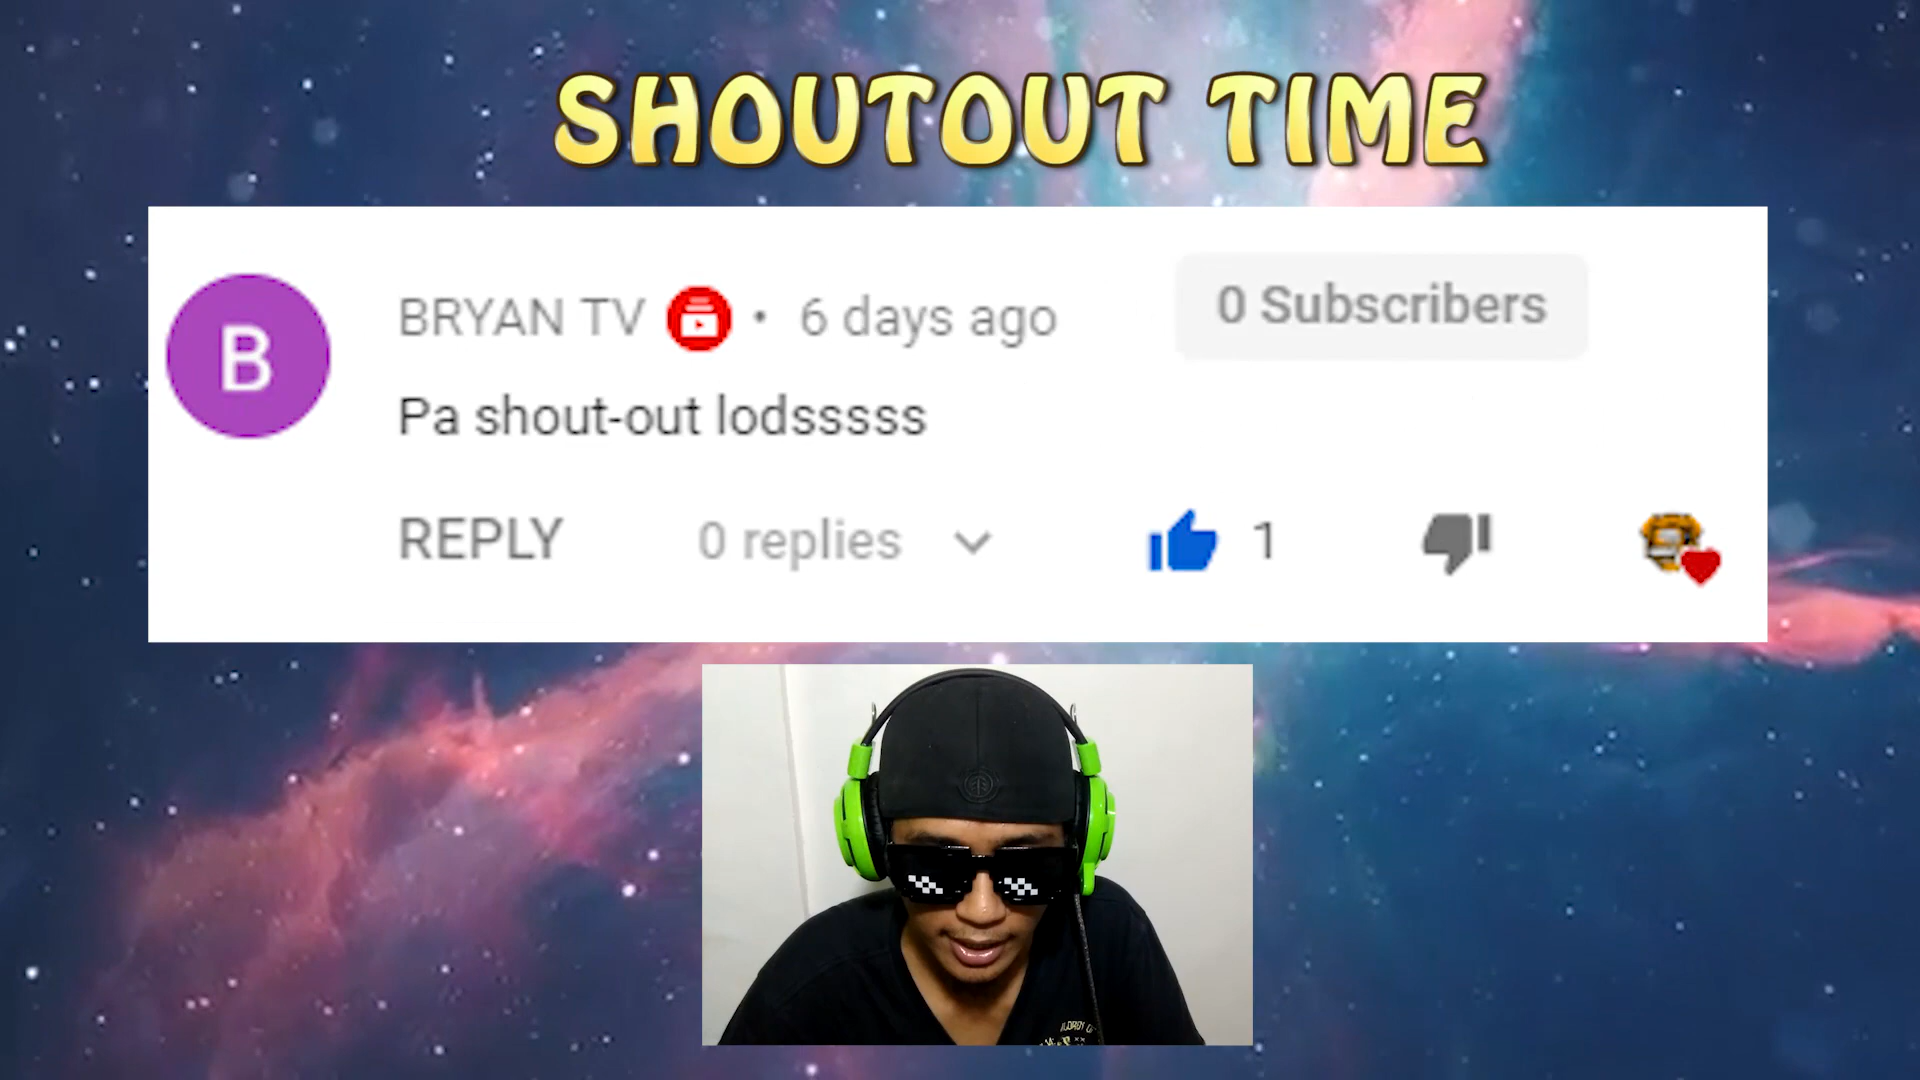 SHOUTOUT TIME
BRYAN TV • 6 days ago
0 Subscribers
B
Pa shout-out lodsssss
REPLY 0 replies 1